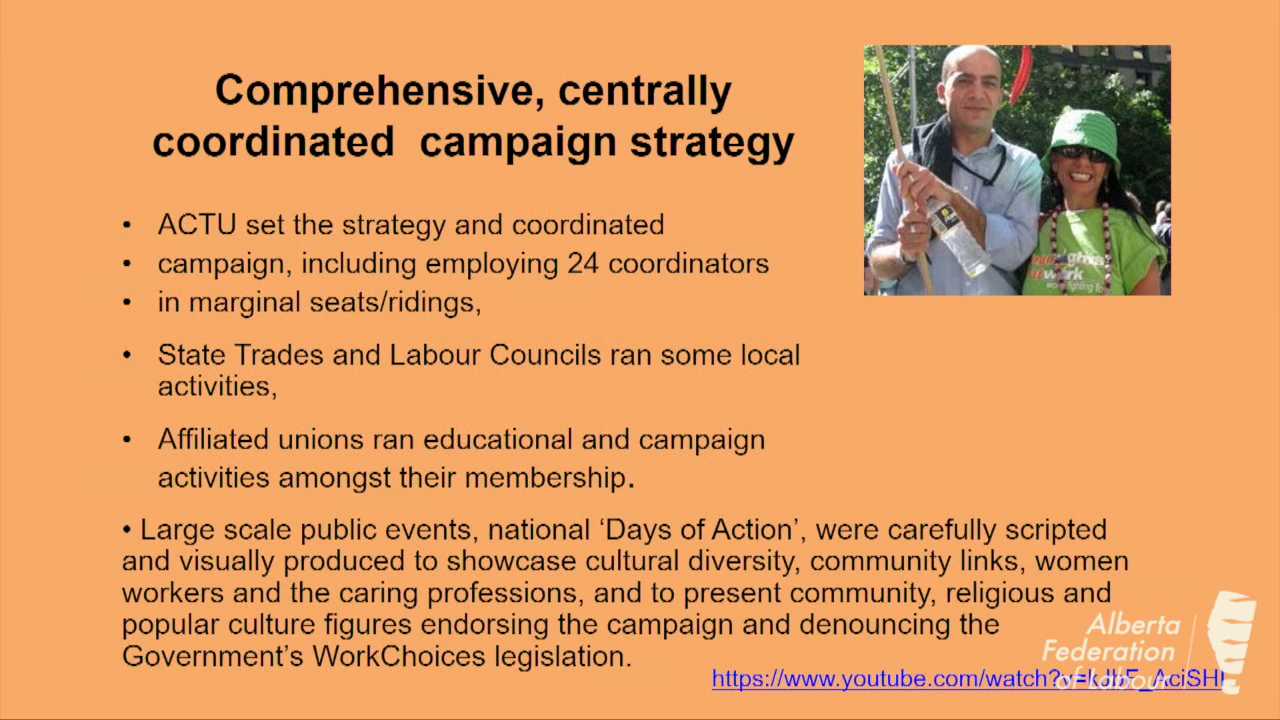 Comprehensive, centrally
coordinated campaign strategy
• ACTU set the strategy and coordinated
• campaign, including employing 24 coordinators
• in marginal seats/ridings,
• State Trades and Labour Councils ran some local
activities,
• Affiliated unions ran educational and campaign
activities amongst their membership.
• Large scale public events, national ‘Days of Action’, were carefully scripted
and visually produced to showcase cultural diversity, community links, women
workers and the caring professions, and to present community, religious and
popular culture figures endorsing the campaign and denouncing the
Government’s WorkChoices legislation.
Alberta
Federation
of Labour